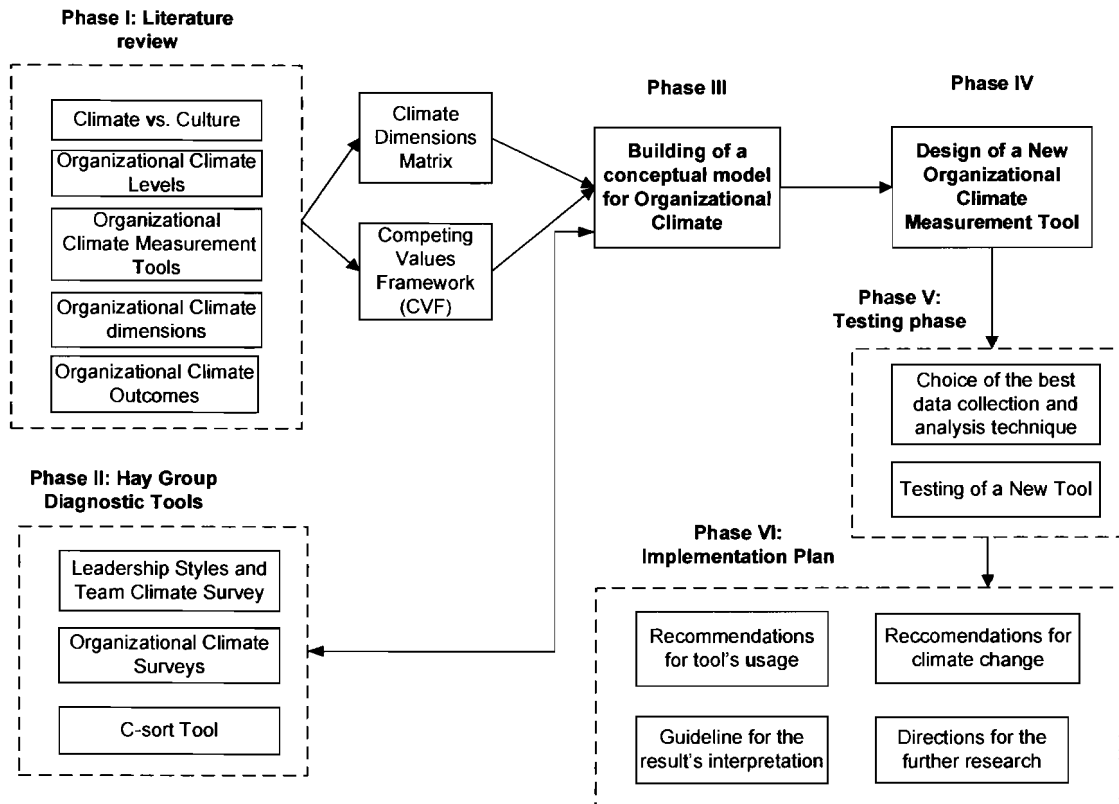 Phase I: Literature
review
Climate vs. Culture
Organizational Climate
Levels
Organizational
Climate Measurement
Tools
Organizational Climate
dimensions
Organizational Climate
Outcomes
Climate
Dimensions
Matrix
Competing
Values
Framework
(CVF)
Phase III
Building of a
conceptual model
for Organizational
Climate
Phase IV
Design of a New
Organizational
Climate
Measurement Tool
Phase V:
Testing phase
Choice of the best
data collection and
analysis technique
Testing of a New Tool
Phase II: Hay Group
Diagnostic Tools
Leadership Styles and
Team Climate Survey
Organizational Climate
Surveys
C-sort Tool
Phase VI:
Implementation Plan
Recommendations
for tool's usage
Reccomendations for
climate change
Guideline for the
result's interpretation
Directions for the
further research